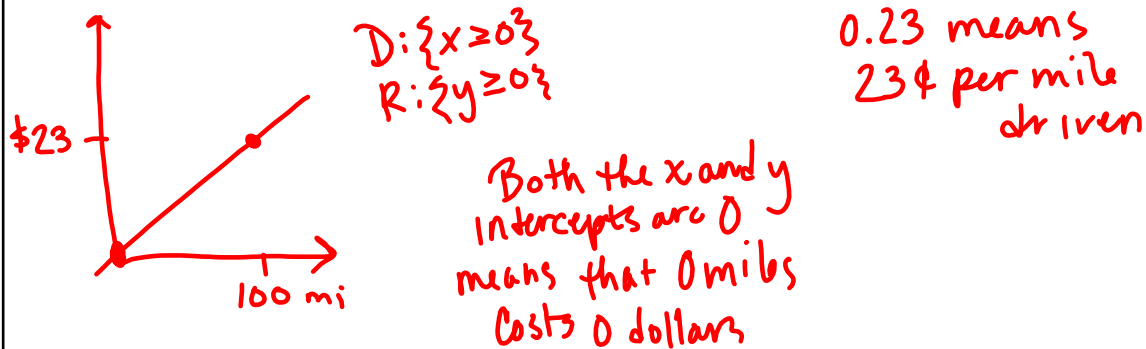 $23
100 mi
D:{x≥0}
R:{y≥0}
Both the x and y
intercepts are 0
means that 0 miles
Costs 0 dollars
0.23 means
23¢ per mile
driven